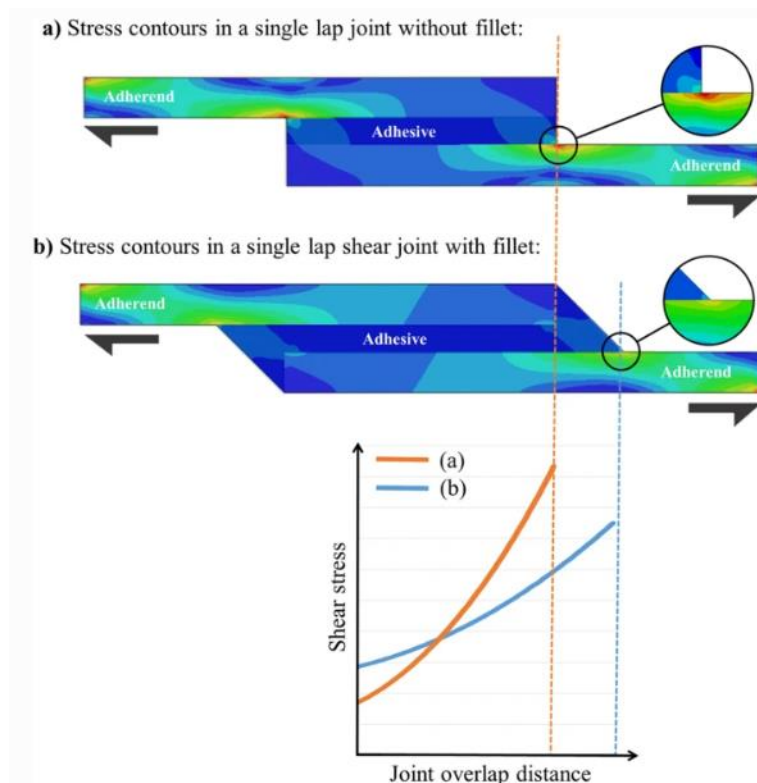 a) Stress contours in a single lap joint without fillet:
Adherend
Adhesive
Adherend
b) Stress contours in a single lap shear joint with fillet:
Adherend
Adhesive
Adherend
(a)
(b)
Shear stress
Joint overlap distance